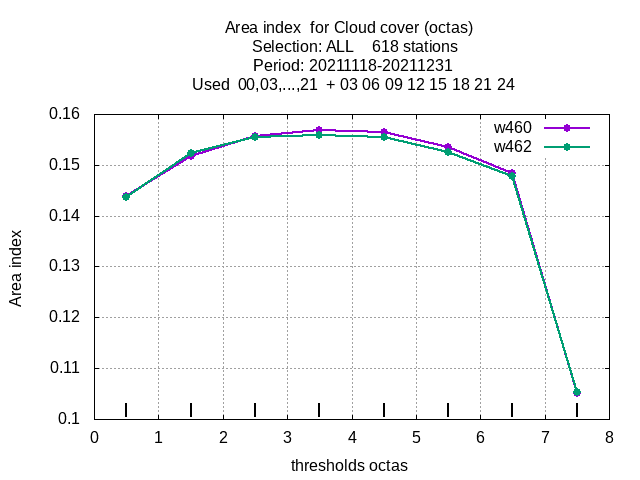 Area index  for Cloud cover (octas)
Selection: ALL    618 stations
Period: 20211118-20211231
Used  00,03,...,21  + 03 06 09 12 15 18 21 24
w460
w462
0.16
0.15
0.14
0.13
0.12
0.11
0.1
Area index
0 1 2 3 4 5 6 7 8
thresholds octas